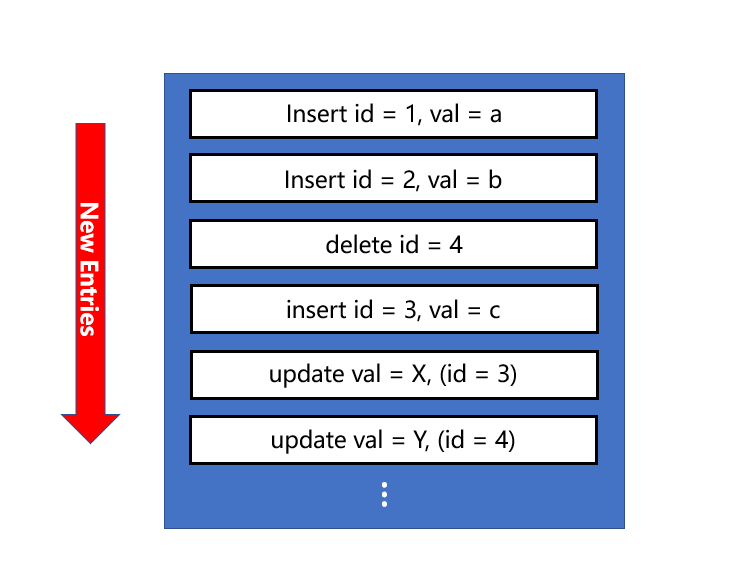 New Entries
Insert id = 1, val = a
Insert id = 2, val = b
delete id = 4
insert id = 3, val = c
update val = X, (id = 3)
update val = Y, (id = 4)